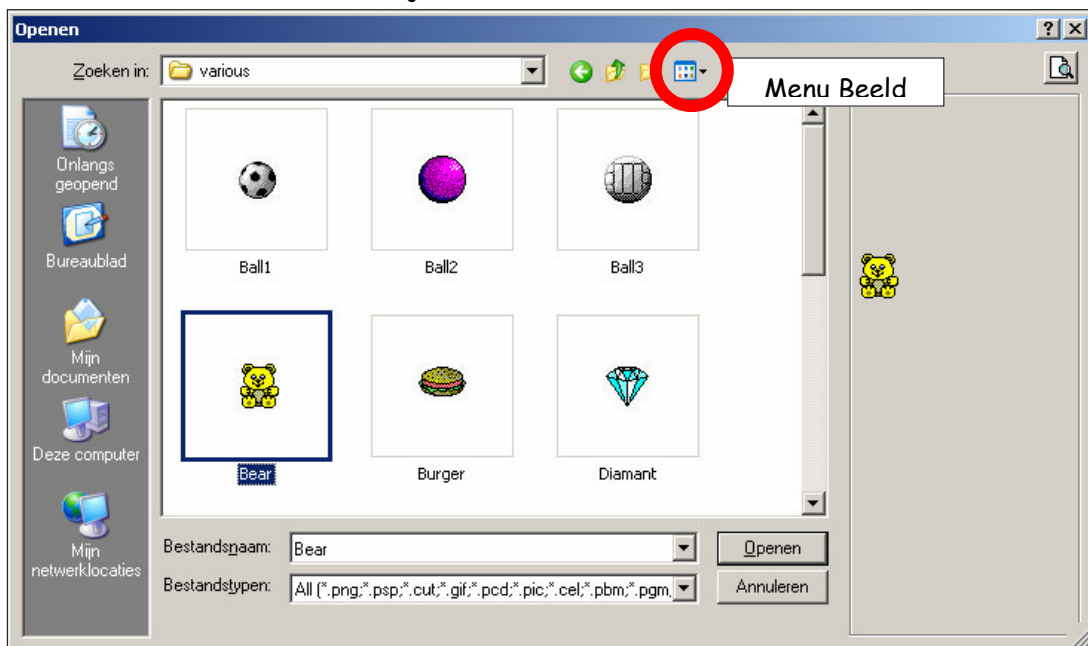 Openen
Zoeken in:
various
Menu Beeld
Onlangs
geopend
Bureaublad
Mijn
documenten
Deze computer
Mijn
netwerklocaties
Ball1
Ball2
Ball3
Bear
Burger
Diamant
Bestandsnaam:
Bear
Openen
Bestandstypen:
All (*.png;*.psp;*.cut;*.gif;*.pcd;*.pic;*.cel;*.pbm;*.pgm,
Annuleren